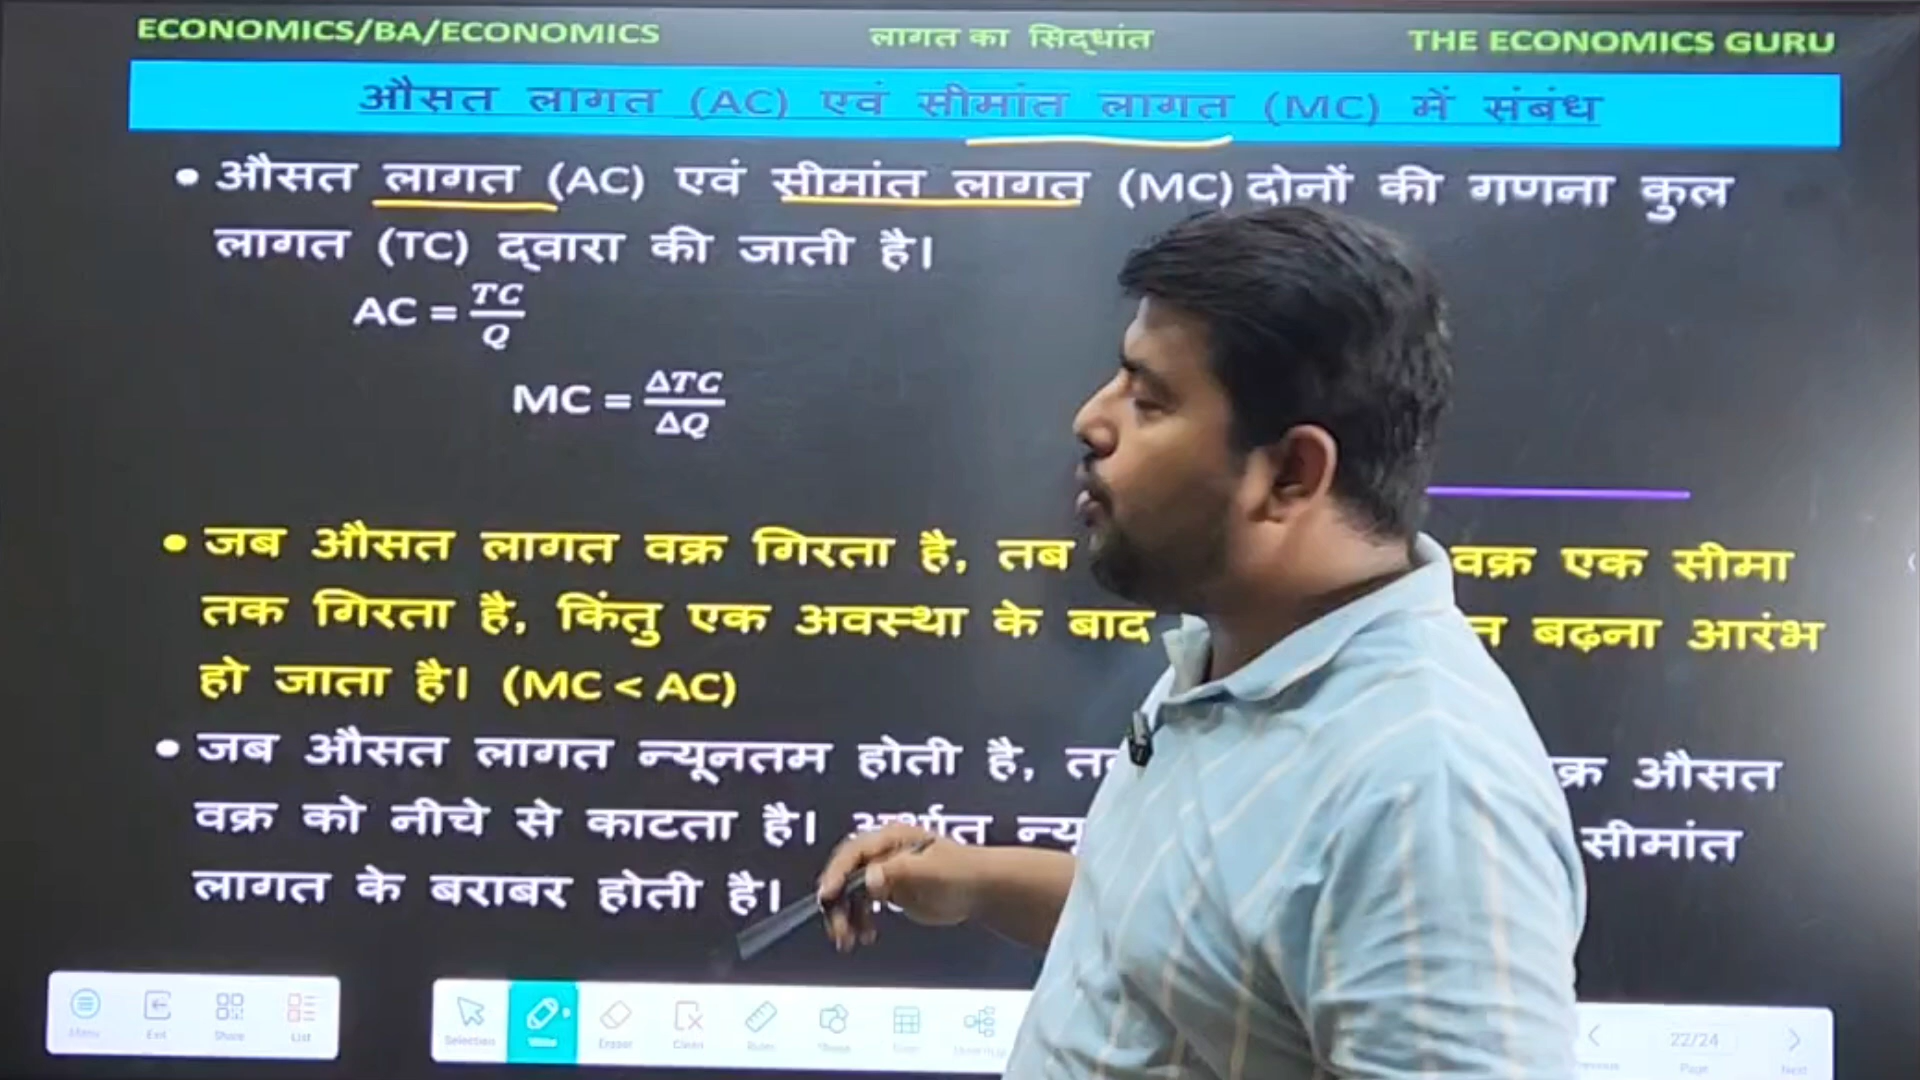 ECONOMICS/BA/ECONOMICS लागत का सिद्धांत THE ECONOMICS GURU
औसत लागत (AC) एवं सीमांत लागत (MC) में संबंध
• औसत लागत (AC) एवं सीमांत लागत (MC) दोनों की गणना कुल
लागत (TC) द्वारा की जाती है।
AC = TC/Q
MC = ΔTC/ΔQ
• जब औसत लागत वक्र गिरता है, तब वक्र एक सीमा
तक गिरता है, किंतु एक अवस्था के बाद बढ़ना आरंभ
हो जाता है। (MC < AC)
• जब औसत लागत न्यूनतम होती है, औसत
वक्र को नीचे से काटता है। अर्थात सीमांत
लागत के बराबर होती है।
Menu Exit Share List Selection Write Eraser Clean Ruler 22/24
Page Next